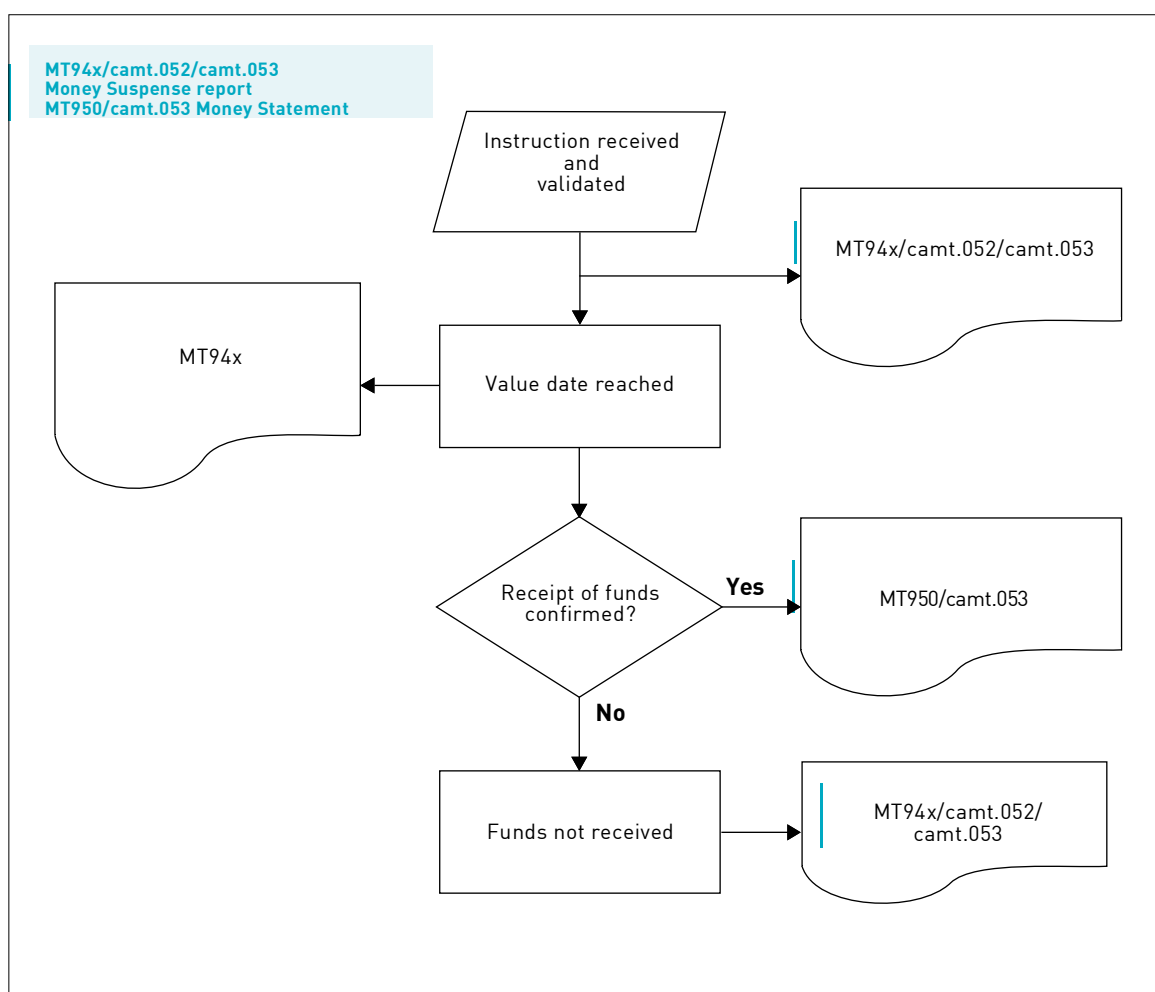 MT94x/camt.052/camt.053
Money Suspense report
MT950/camt.053 Money Statement
Instruction received
and
validated
MT94x/camt.052/camt.053
MT94x
Value date reached
Receipt of funds
confirmed?
Yes
MT950/camt.053
No
Funds not received
MT94x/camt.052/
camt.053